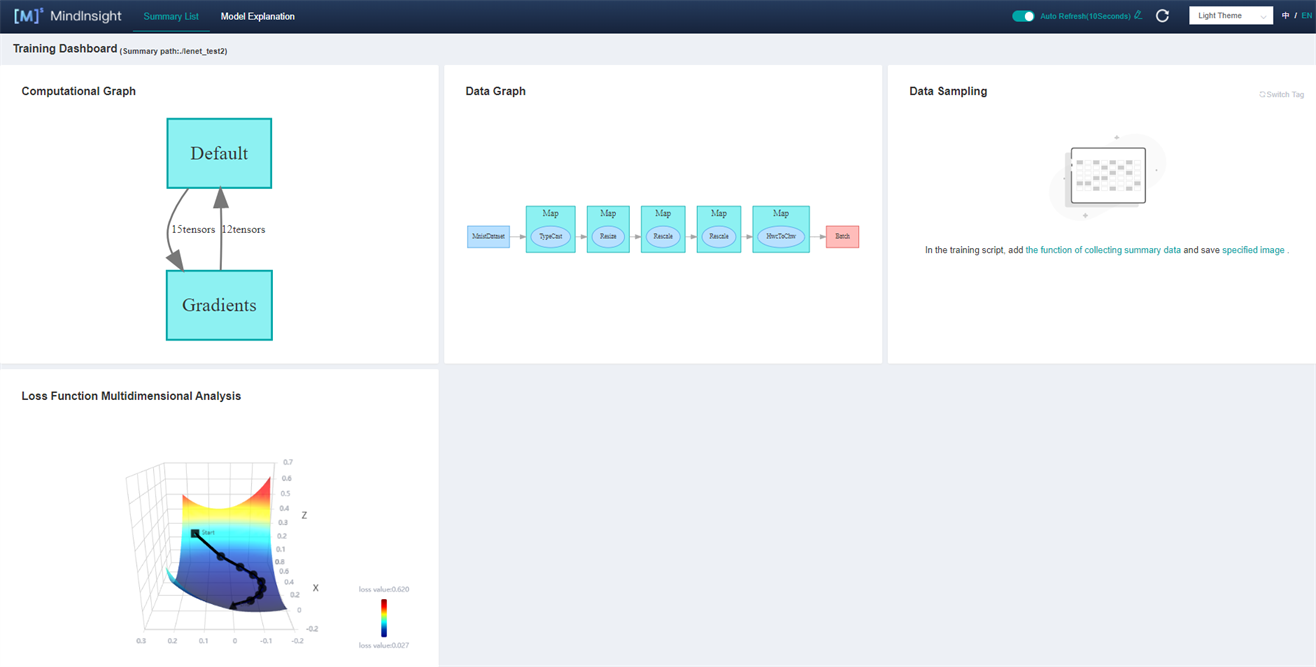 [M]s MindInsight Summary List Model Explanation Auto Refresh(10Seconds) Light Theme 中 / EN
Training Dashboard (Summary path:./lenet_test2)
Computational Graph
Default
15tensors 12tensors
Gradients
Data Graph
Map Map Map Map Map
MnistDataset TypeCast Resize Rescale Rescale HwcToChw Batch
Data Sampling
Switch Tag
In the training script, add the function of collecting summary data and save specified image .
Loss Function Multidimensional Analysis
0.7
0.6
0.5
0.4
Z
0.3
Start
0.2
0.1
0.8
0.6
0.4
X
0.2
0
-0.2
0.3 0.2 0.1 0 -0.1 -0.2
loss value:0.620
loss value:0.027